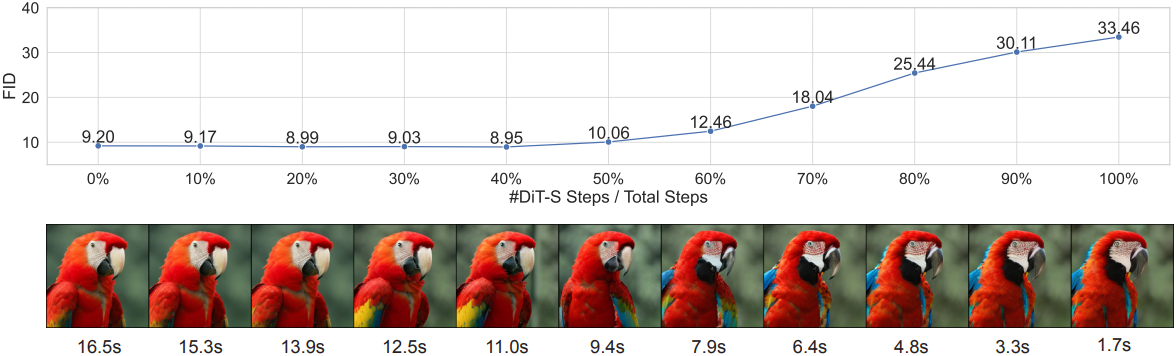 40
30
20
10
FID
9.20 9.17 8.99 9.03 8.95 10.06 12.46 18.04 25.44 30.11 33.46
0% 10% 20% 30% 40% 50% 60% 70% 80% 90% 100%
#DiT-S Steps / Total Steps
16.5s 15.3s 13.9s 12.5s 11.0s 9.4s 7.9s 6.4s 4.8s 3.3s 1.7s